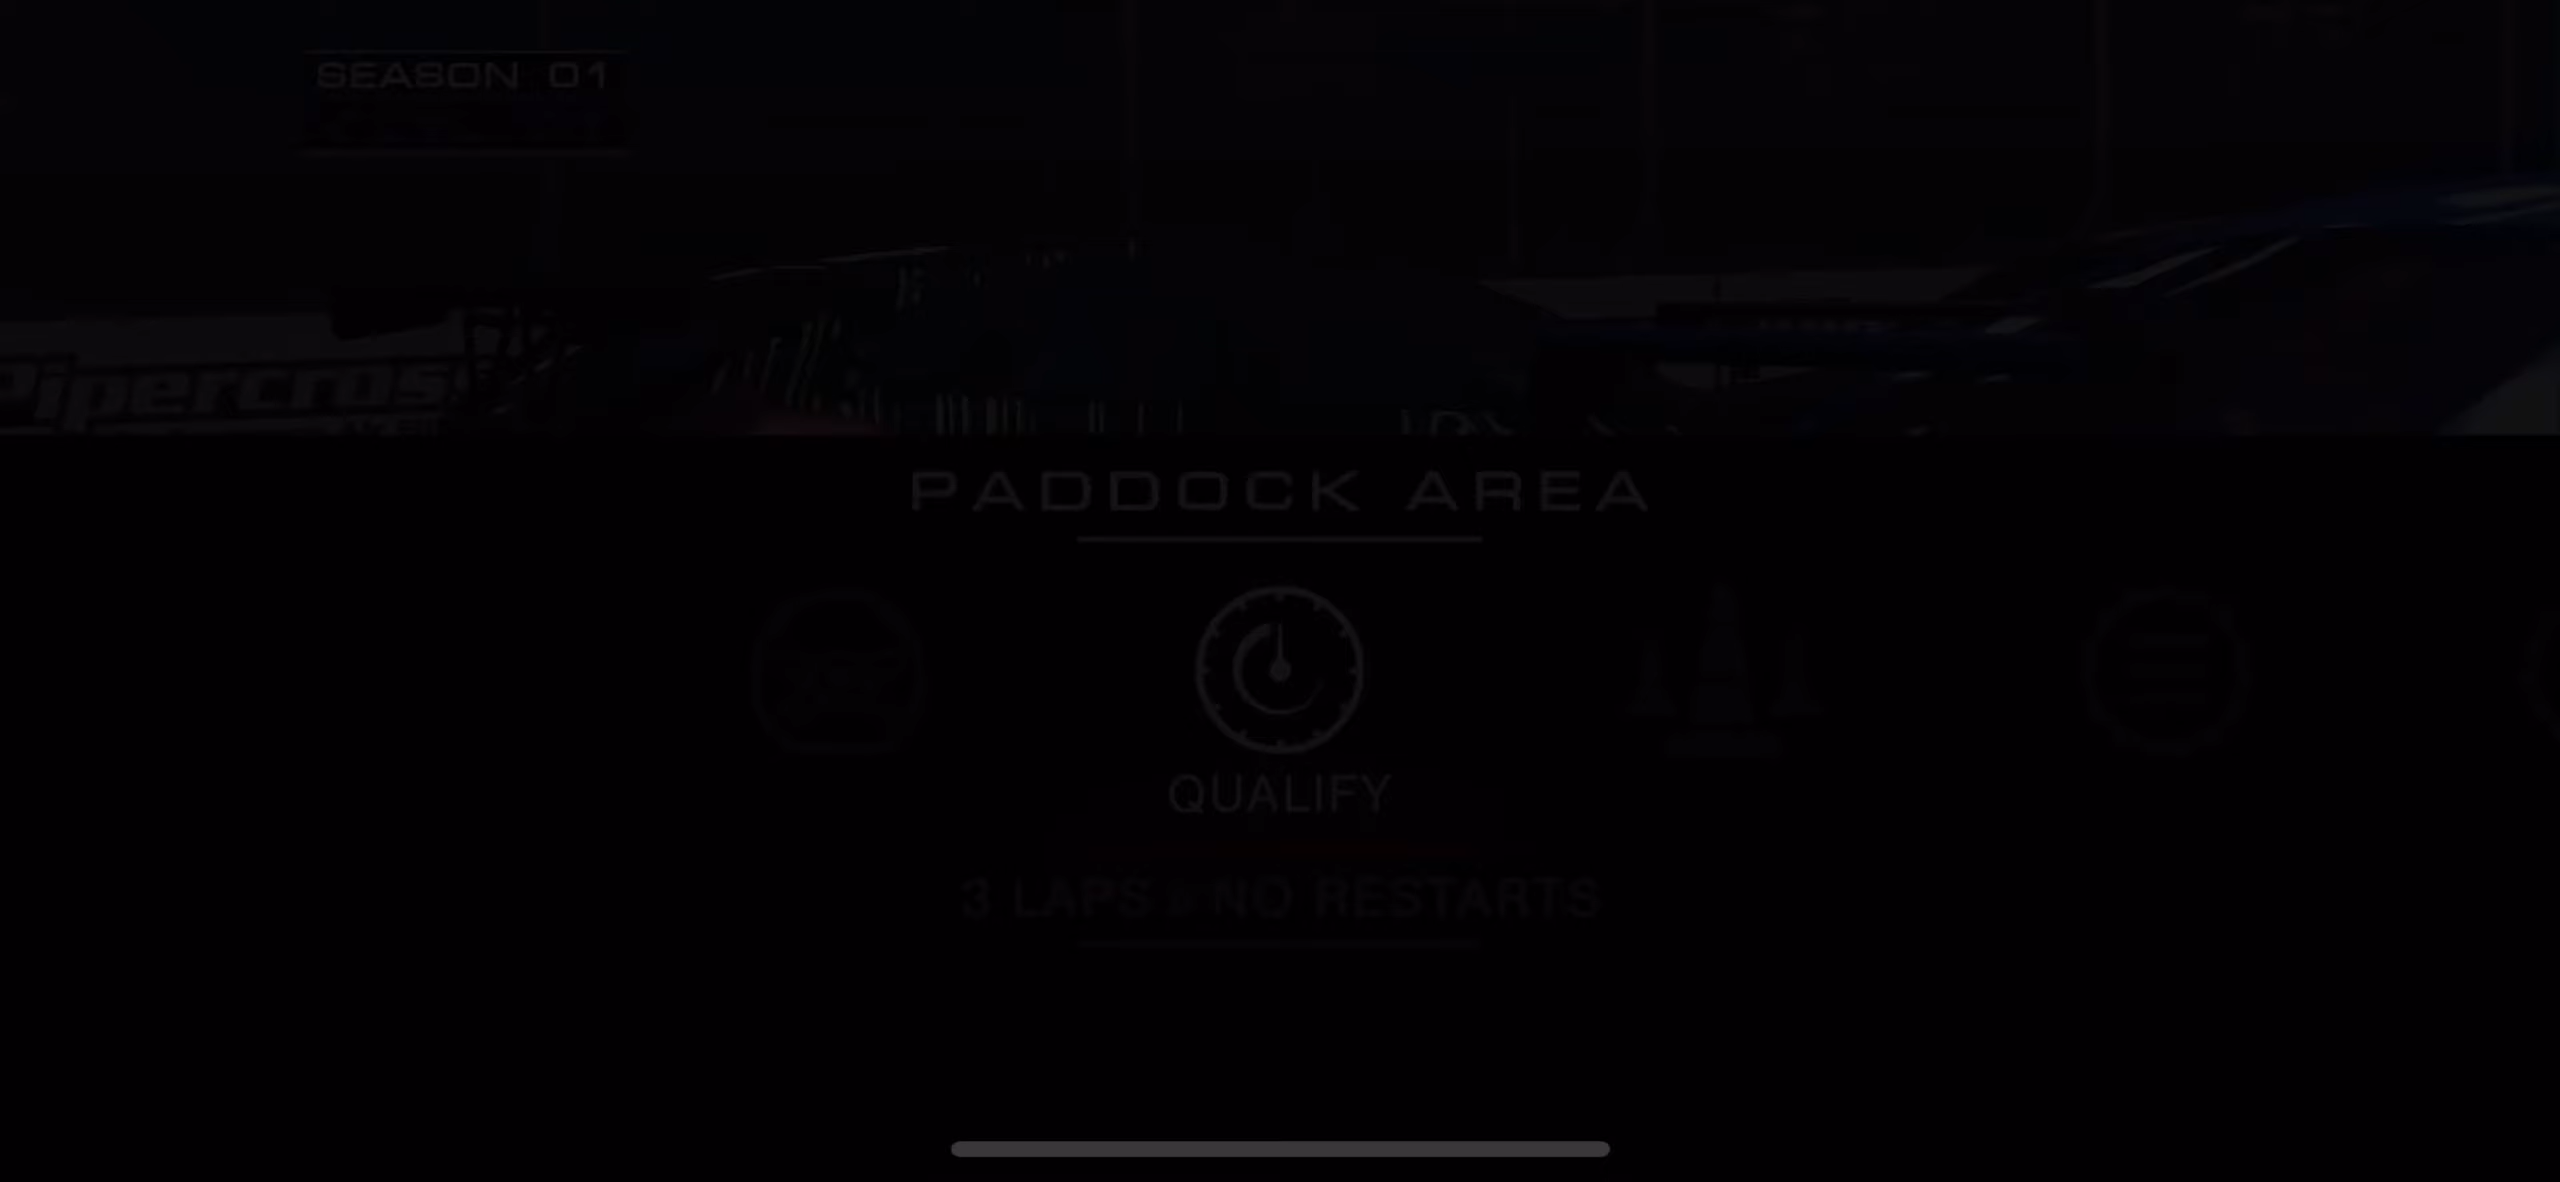 SEASON 01
Pipercros
PADDOCK AREA
QUALIFY
3 LAPS & NO RESTARTS